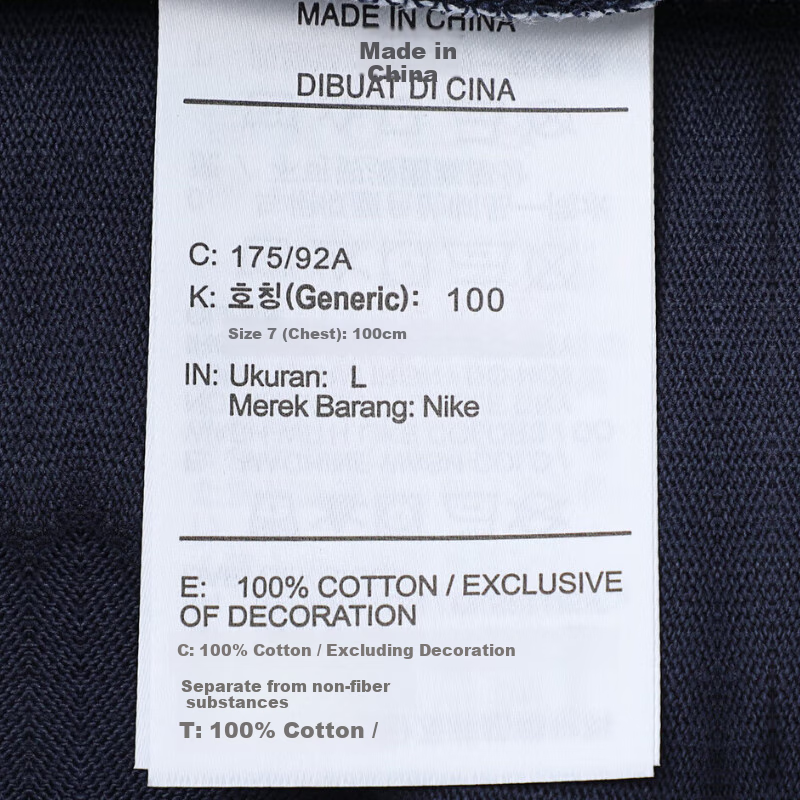 MADE IN CHINA
Made in
China
DIBUAT DI CINA
C: 175/92A
K: 호칭(Generic): 100
Size 7 (Chest): 100cm
IN: Ukuran: L
Merek Barang: Nike
E: 100% COTTON / EXCLUSIVE
OF DECORATION
C: 100% Cotton / Excluding Decoration
Separate from non-fiber
substances
T: 100% Cotton /